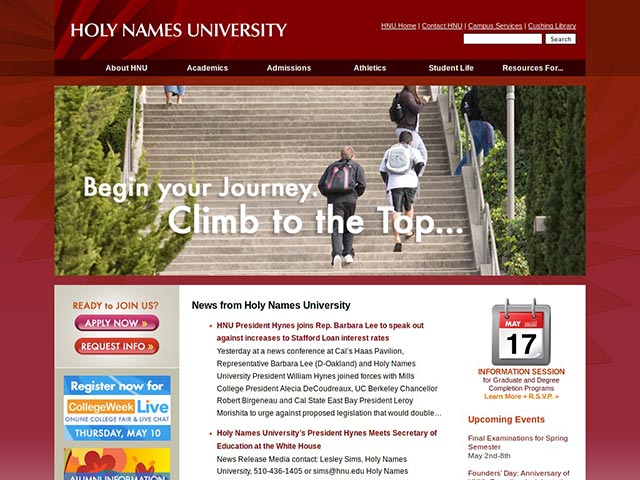 HOLY NAMES UNIVERSITY
HNU Home | Contact HNU | Campus Services | Cushing Library
Search
About HNU Academics Admissions Athletics Student Life Resources For...
Begin your Journey.
Climb to the Top...
READY to JOIN US?
APPLY NOW »
REQUEST INFO »
Register now for
CollegeWeek Live
ONLINE COLLEGE FAIR & LIVE CHAT
THURSDAY, MAY 10
ALUMNI INFORMATION
News from Holy Names University
HNU President Hynes joins Rep. Barbara Lee to speak out
against increases to Stafford Loan interest rates
Yesterday at a news conference at Cal's Haas Pavilion,
Representative Barbara Lee (D-Oakland) and Holy Names
University President William Hynes joined forces with Mills
College President Alecia DeCoudreaux, UC Berkeley Chancellor
Robert Birgeneau and Cal State East Bay President Leroy
Morishita to urge against proposed legislation that would double…
Holy Names University's President Hynes Meets Secretary of
Education at the White House
News Release Media contact: Lesley Sims, Holy Names
University, 510-436-1405 or sims@hnu.edu Holy Names
MAY
17
INFORMATION SESSION
for Graduate and Degree
Completion Programs
Learn More • R.S.V.P. »
Upcoming Events
Final Examinations for Spring
Semester
May 2nd-8th
Founders' Day: Anniversary of